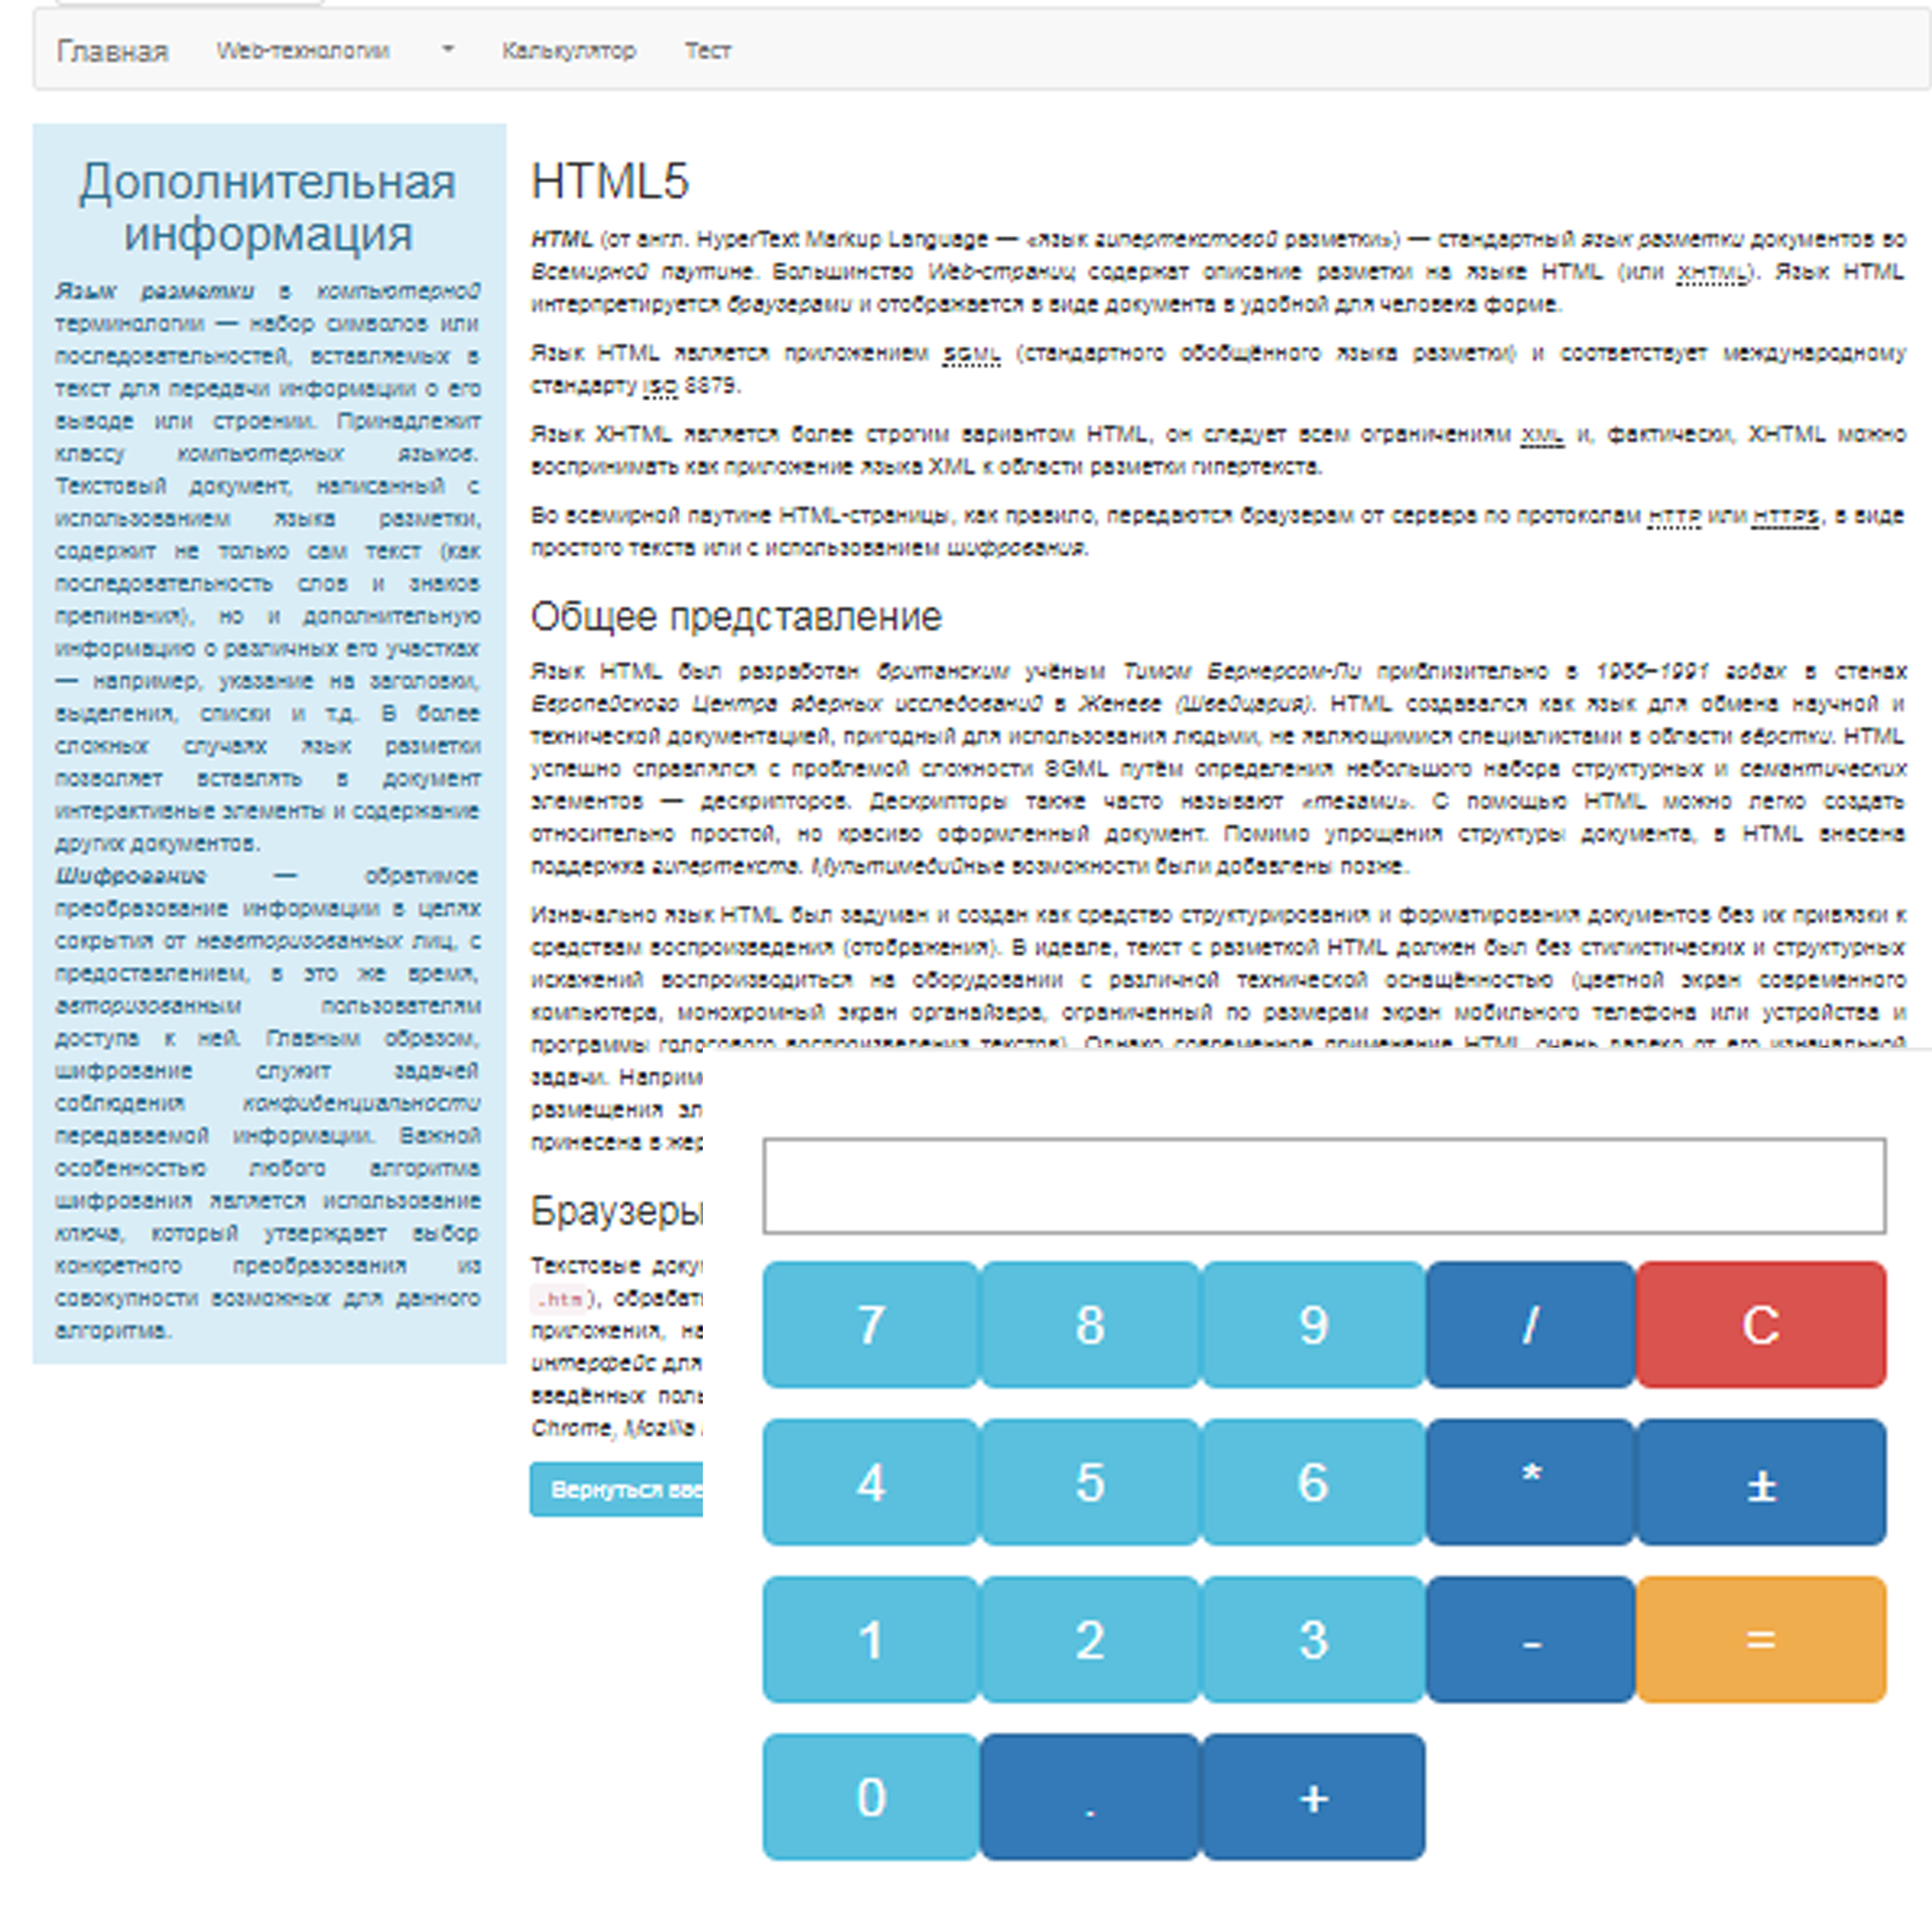 Главная Web-технологии Калькулятор Тест
Дополнительная
информация
Язык разметки в компьютерной
терминологии — набор символов или
последовательностей, вставляемых в
текст для передачи информации о его
выводе или строении. Принадлежит
классу компьютерных языков.
Текстовый документ, написанный с
использованием языка разметки,
содержит не только сам текст (как
последовательность слов и знаков
препинания), но и дополнительную
информацию о различных его участках
— например, указание на заголовки,
выделения, списки и т.д. В более
сложных случаях язык разметки
позволяет вставлять в документ
интерактивные элементы и содержание
других документов.
Шифрование — обратимое
преобразование информации в целях
сокрытия от неавторизованных лиц, с
предоставлением, в это же время,
авторизованным пользователям
доступа к ней. Главным образом,
шифрование служит задачей
соблюдения конфиденциальности
передаваемой информации. Важной
особенностью любого алгоритма
шифрования является использование
ключа, который утверждает выбор
конкретного преобразования из
совокупности возможных для данного
алгоритма.
HTML5
HTML (от англ. HyperText Markup Language — «язык гипертекстовой разметки») — стандартный язык разметки документов во
Всемирной паутине. Большинство Web-страниц содержат описание разметки на языке HTML (или XHTML). Язык HTML
интерпретируется браузерами и отображается в виде документа в удобной для человека форме.
Язык HTML является приложением SGML (стандартного обобщённого языка разметки) и соответствует международному
стандарту ISO 8879.
Язык XHTML является более строгим вариантом HTML, он следует всем ограничениям XML и, фактически, XHTML можно
воспринимать как приложение языка XML к области разметки гипертекста.
Во всемирной паутине HTML-страницы, как правило, передаются браузерам от сервера по протоколам HTTP или HTTPS, в виде
простого текста или с использованием шифрования.
Общее представление
Язык HTML был разработан британским учёным Тимом Бернерсом-Ли приблизительно в 1986–1991 годах в стенах
Европейского Центра ядерных исследований в Женеве (Швейцария). HTML создавался как язык для обмена научной и
технической документацией, пригодный для использования людьми, не являющимися специалистами в области вёрстки. HTML
успешно справлялся с проблемой сложности SGML путём определения небольшого набора структурных и семантических
элементов — дескрипторов. Дескрипторы также часто называют «тегами». С помощью HTML можно легко создать
относительно простой, но красиво оформленный документ. Помимо упрощения структуры документа, в HTML внесена
поддержка гипертекста. Мультимедийные возможности были добавлены позже.
Изначально язык HTML был задуман и создан как средство структурирования и форматирования документов без их привязки к
средствам воспроизведения (отображения). В идеале, текст с разметкой HTML должен был без стилистических и структурных
искажений воспроизводиться на оборудовании с различной технической оснащённостью (цветной экран современного
компьютера, монохромный экран органайзера, ограниченный по размерам экран мобильного телефона или устройства и
программы голосового воспроизведения текстов). Однако современное применение HTML очень далеко от его изначальной
задачи. Наприм
размещения эл
принесена в жер
Браузеры
Текстовые доку
.htm), обрабат
приложения, на
интерфейс для
введённых поль
Chrome, Mozilla
Вернуться вве
7 8 9 / C
4 5 6 * ±
1 2 3 - =
0 . +